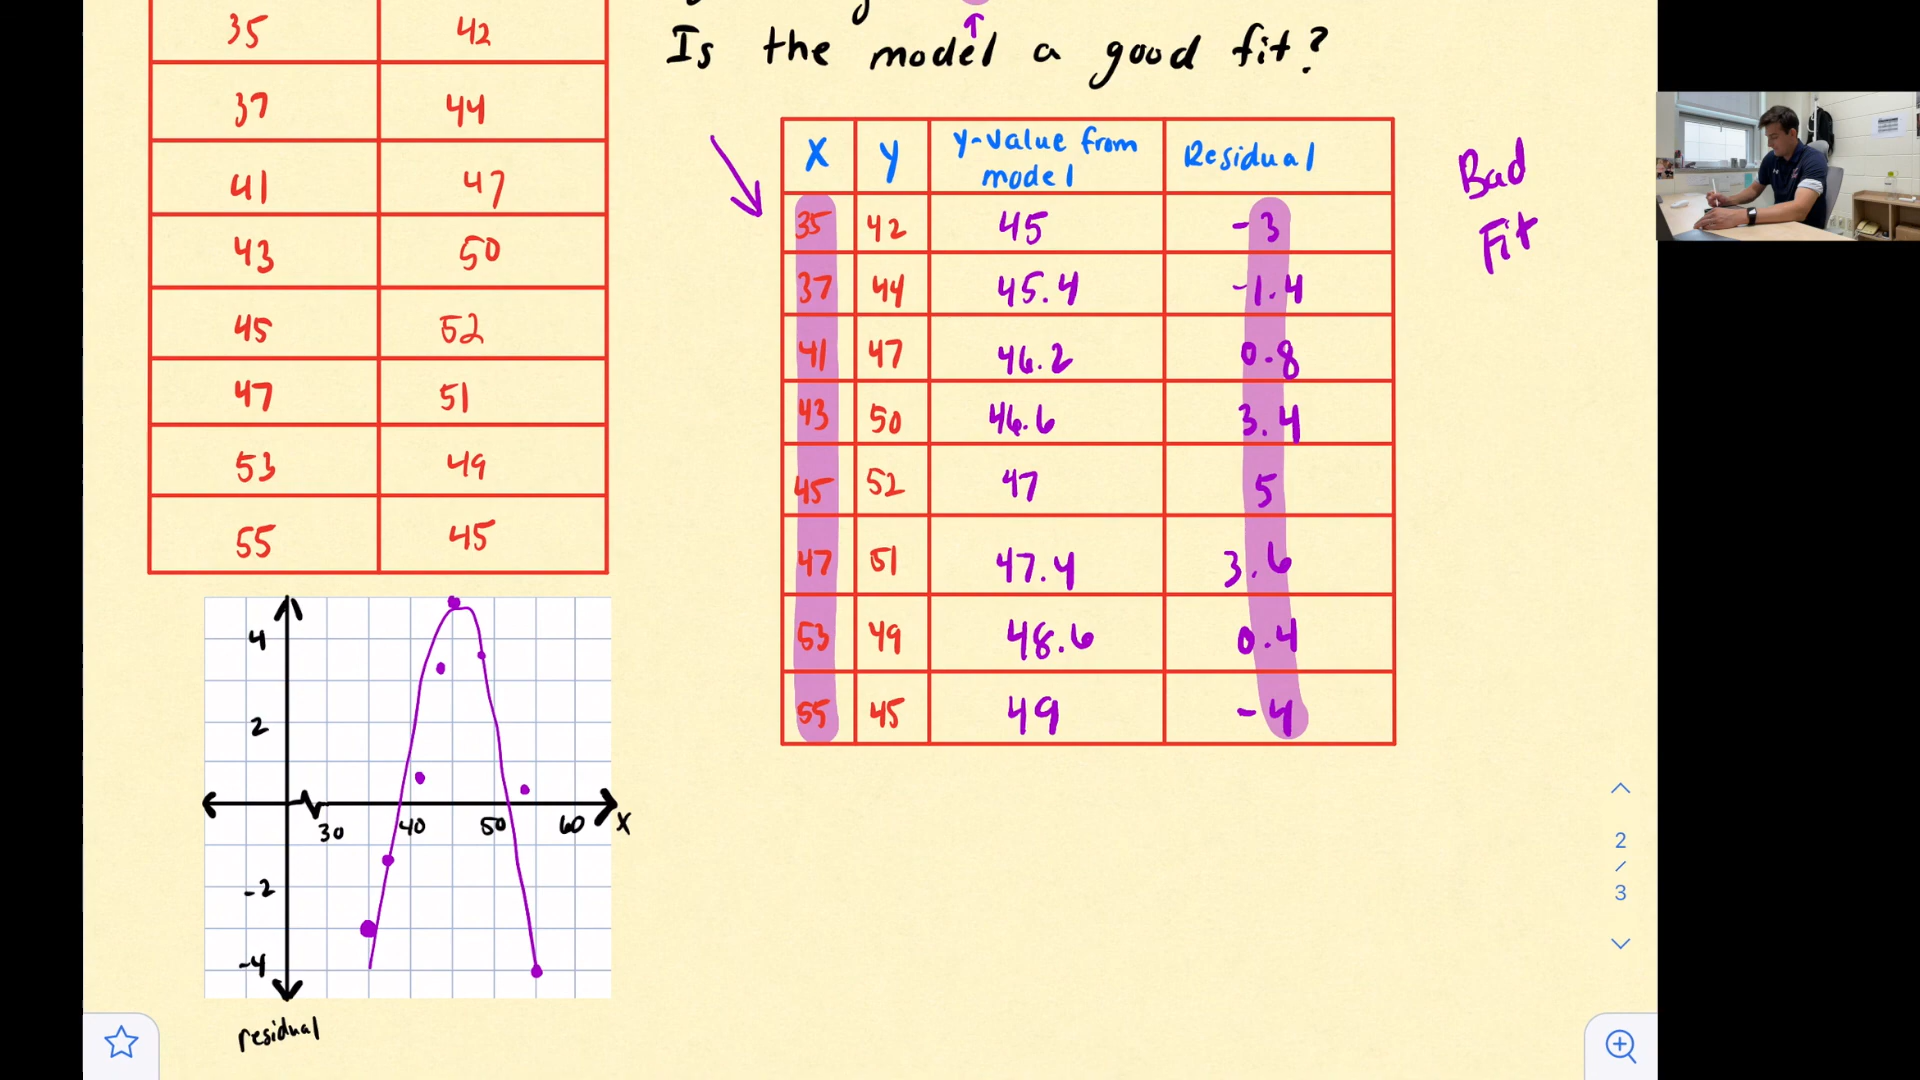 Is the model a good fit?
35 42
37 44
41 47
43 50
45 52
47 51
53 49
55 45
X Y y-value from model Residual
35 42 45 -3
37 44 45.4 -1.4
41 47 46.2 0.8
43 50 46.6 3.4
45 52 47 5
47 51 47.4 3.6
53 49 48.6 0.4
55 45 49 -4
Bad
Fit
4
2
30 40 50 60 X
-2
-4
residual
2
/
3